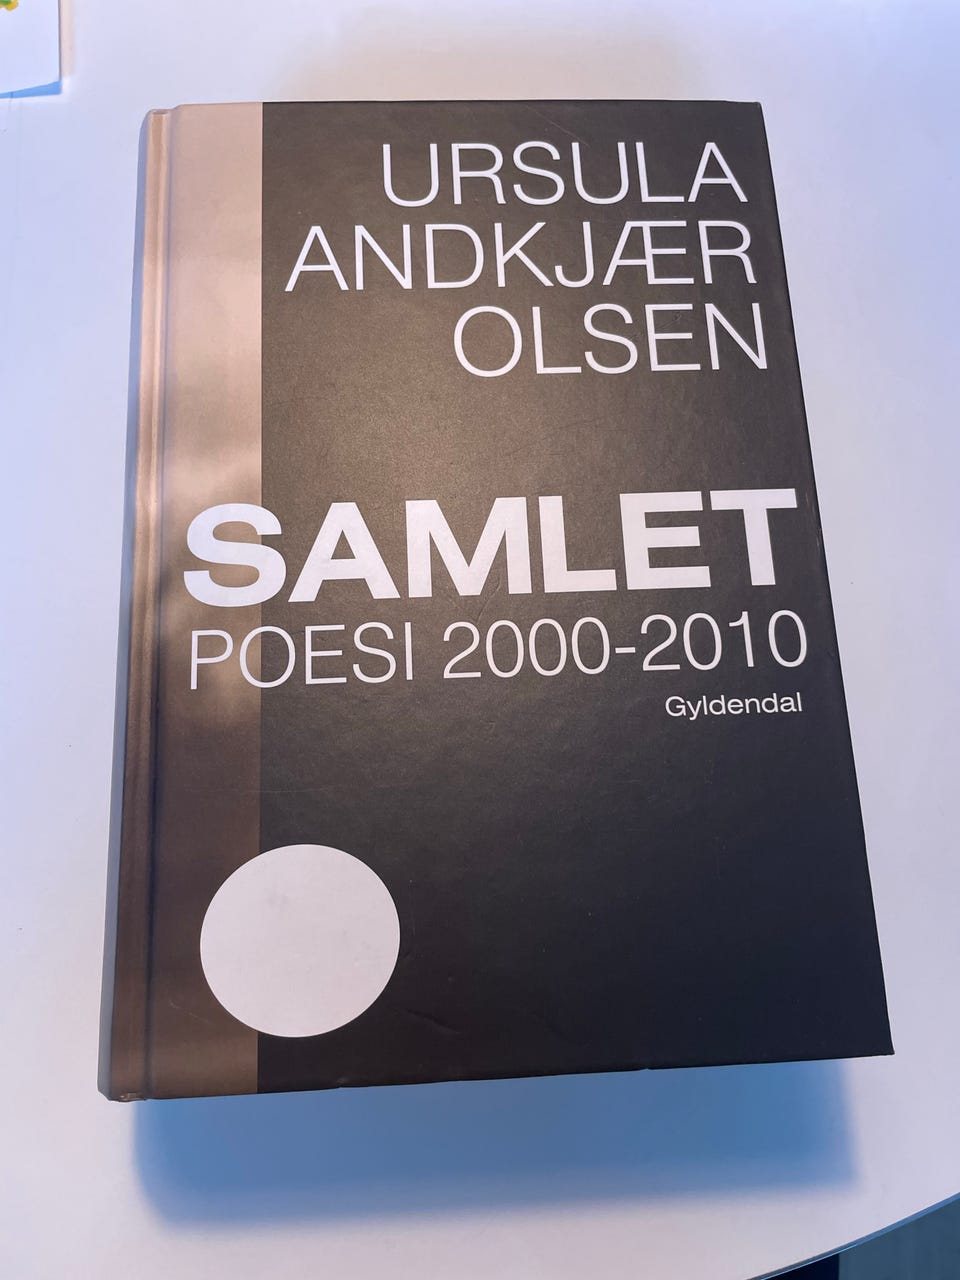 URSULA
ANDKJÆR
OLSEN
SAMLET
POESI 2000-2010
Gyldendal